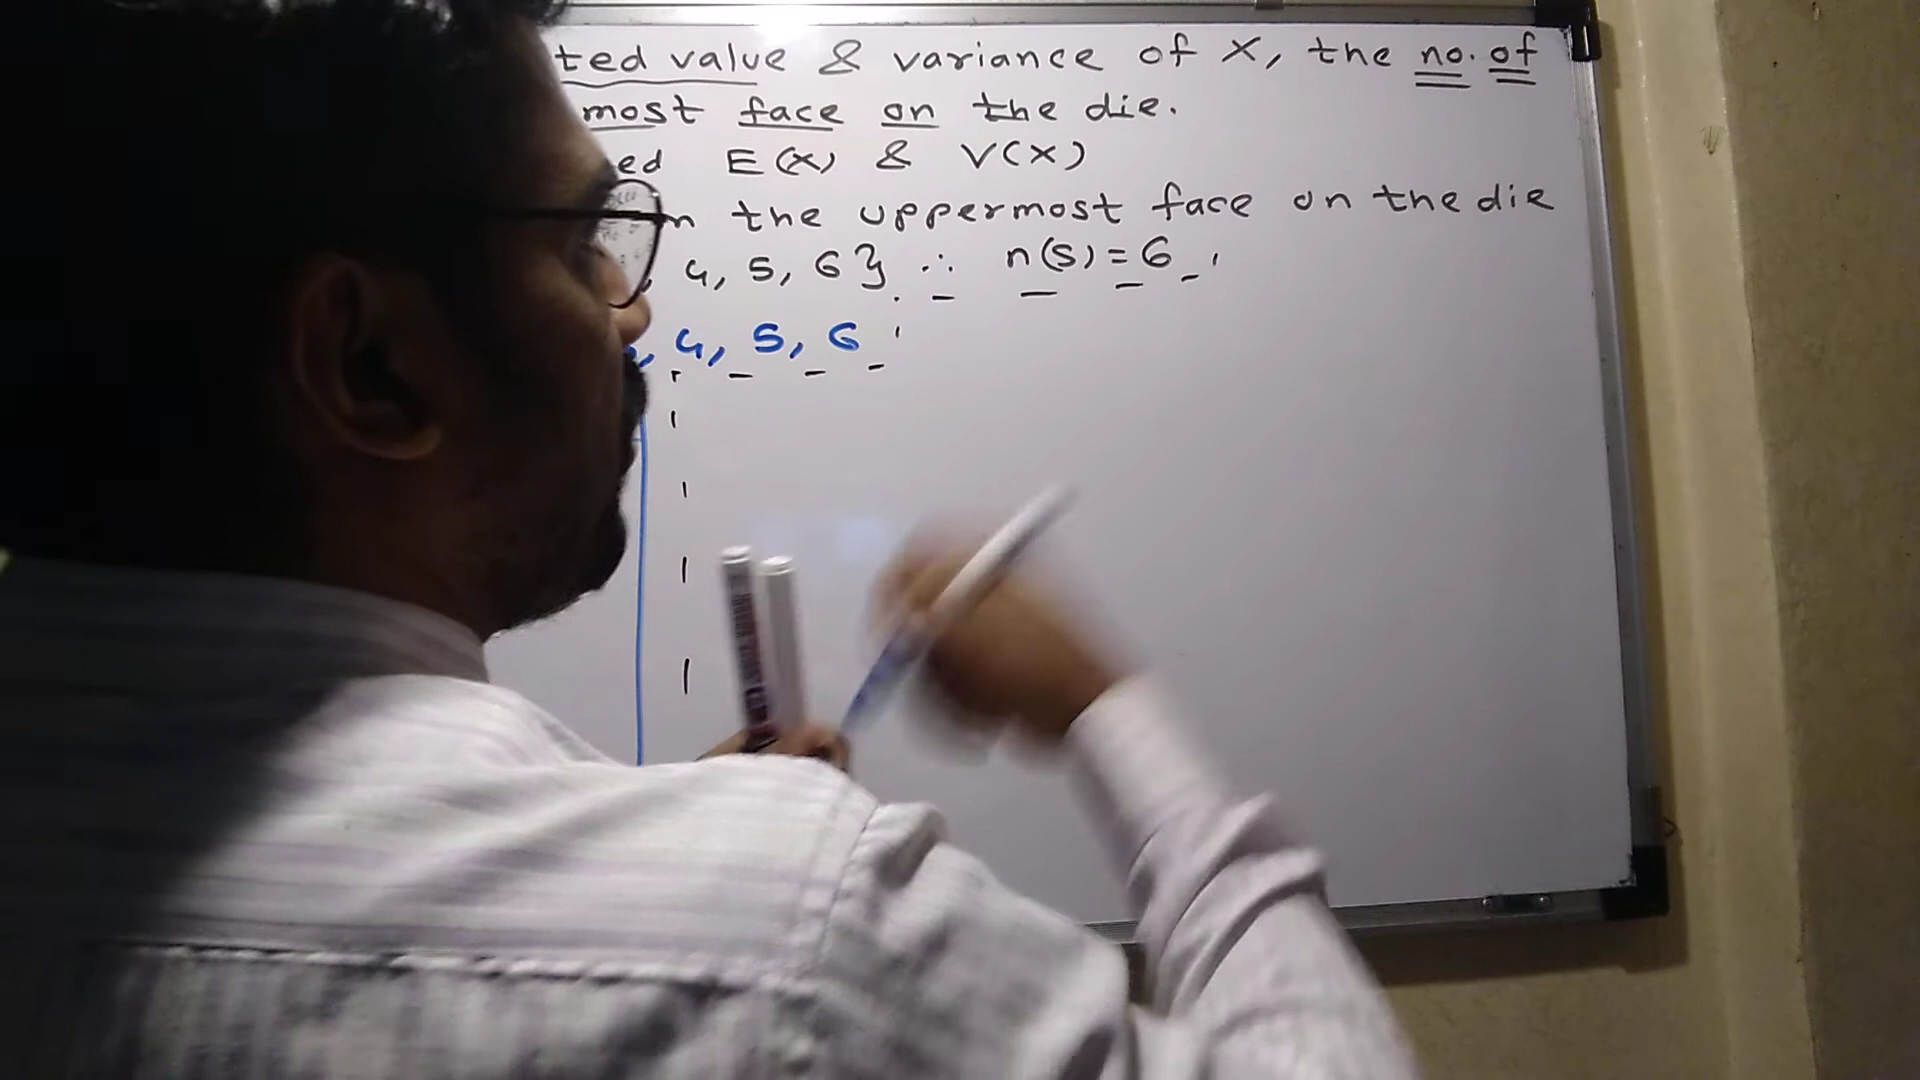 ted value & variance of X, the no. of
most face on the die.
ed E(X) & V(X)
n the uppermost face on the die
4, 5, 6} ∴ n(S) = 6
4, 5, 6